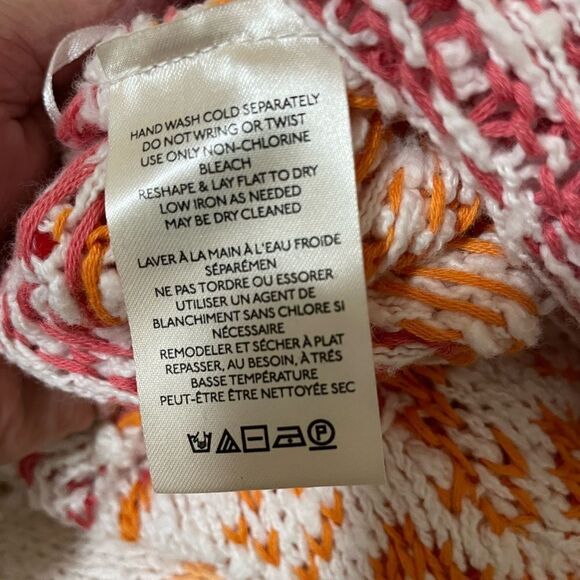 HAND WASH COLD SEPARATELY
DO NOT WRING OR TWIST
USE ONLY NON-CHLORINE
BLEACH
RESHAPE & LAY FLAT TO DRY
LOW IRON AS NEEDED
MAY BE DRY CLEANED
LAVER À LA MAIN À L'EAU FROIDE
SÉPARÉMEN
NE PAS TORDRE OU ESSORER
UTILISER UN AGENT DE
BLANCHIMENT SANS CHLORE SI
NÉCESSAIRE
REMODELER ET SÉCHER À PLAT
REPASSER, AU BESOIN, À TRÉS
BASSE TEMPÉRATURE
PEUT-ÊTRE ÊTRE NETTOYÉE SEC
P